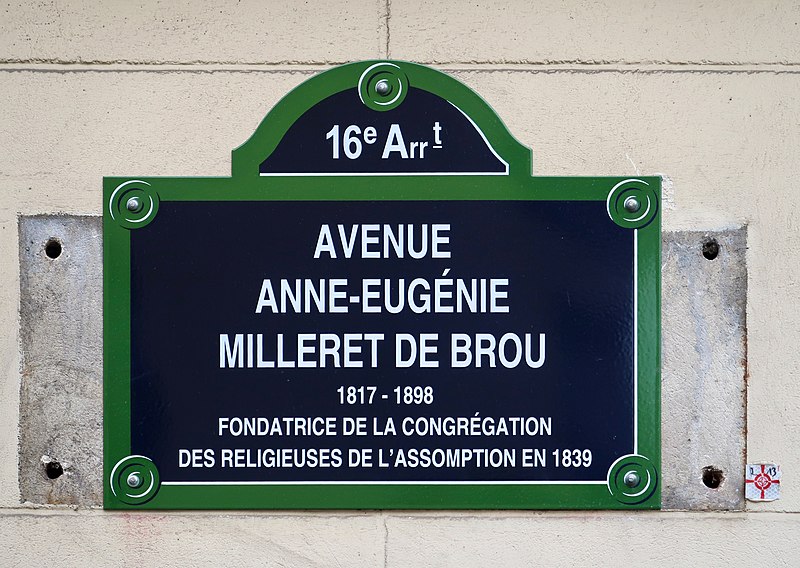 16e Arrt
AVENUE
ANNE-EUGÉNIE
MILLERET DE BROU
1817 - 1898
FONDATRICE DE LA CONGRÉGATION
DES RELIGIEUSES DE L'ASSOMPTION EN 1839